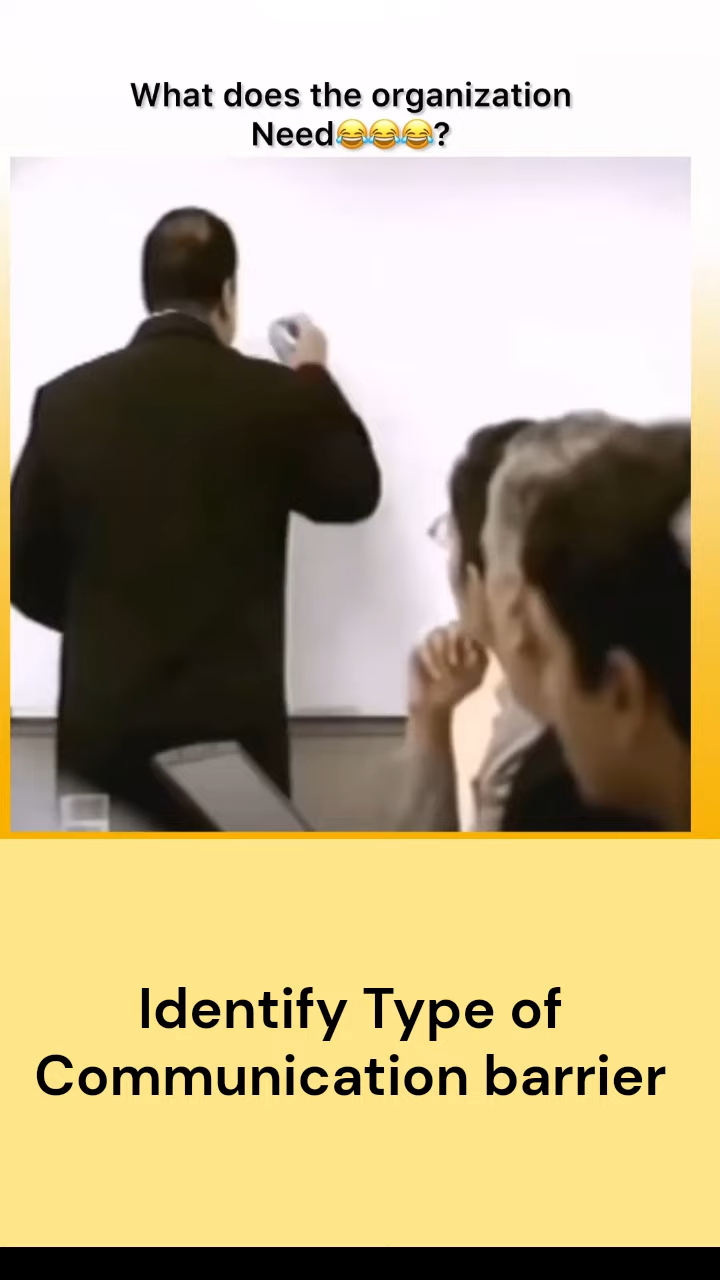 What does the organization
Need😂😂😂?
Identify Type of
Communication barrier